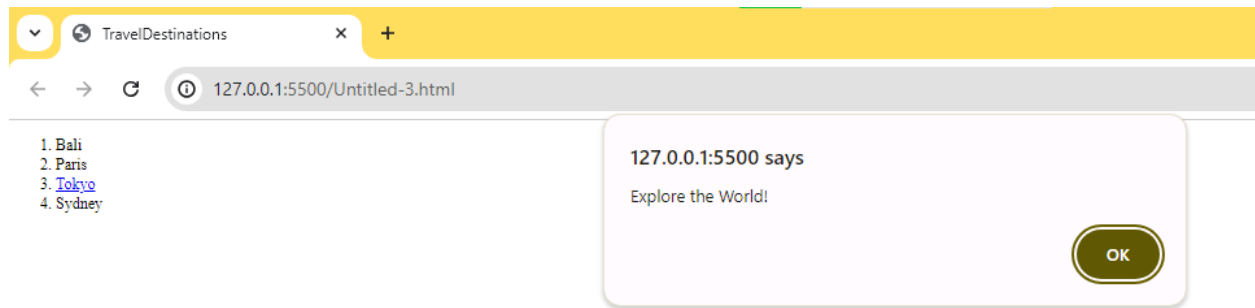 TravelDestinations
127.0.0.1:5500/Untitled-3.html
1. Bali
2. Paris
3. Tokyo
4. Sydney
127.0.0.1:5500 says
Explore the World!
OK